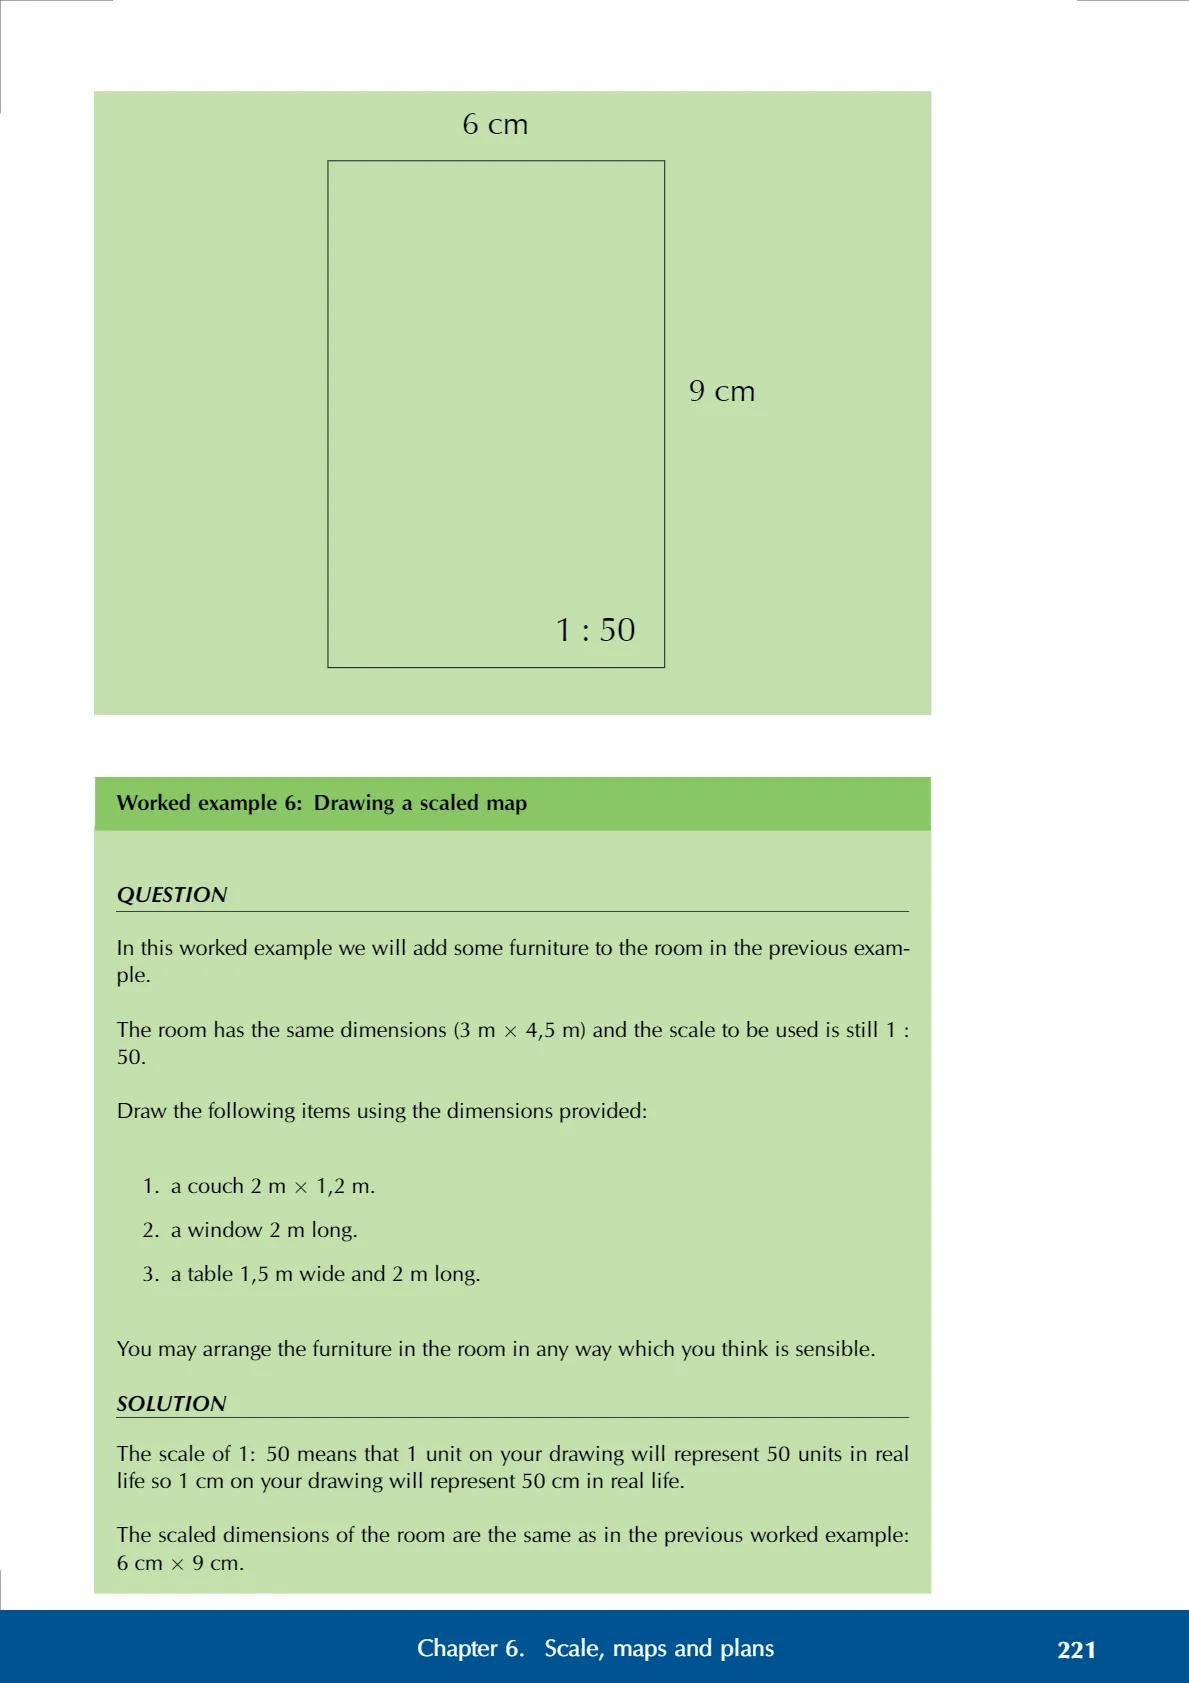 6 cm
9 cm
1 : 50
Worked example 6: Drawing a scaled map
QUESTION
In this worked example we will add some furniture to the room in the previous exam-
ple.
The room has the same dimensions (3 m × 4,5 m) and the scale to be used is still 1 :
50.
Draw the following items using the dimensions provided:
1. a couch 2 m × 1,2 m.
2. a window 2 m long.
3. a table 1,5 m wide and 2 m long.
You may arrange the furniture in the room in any way which you think is sensible.
SOLUTION
The scale of 1: 50 means that 1 unit on your drawing will represent 50 units in real
life so 1 cm on your drawing will represent 50 cm in real life.
The scaled dimensions of the room are the same as in the previous worked example:
6 cm × 9 cm.
Chapter 6. Scale, maps and plans 221